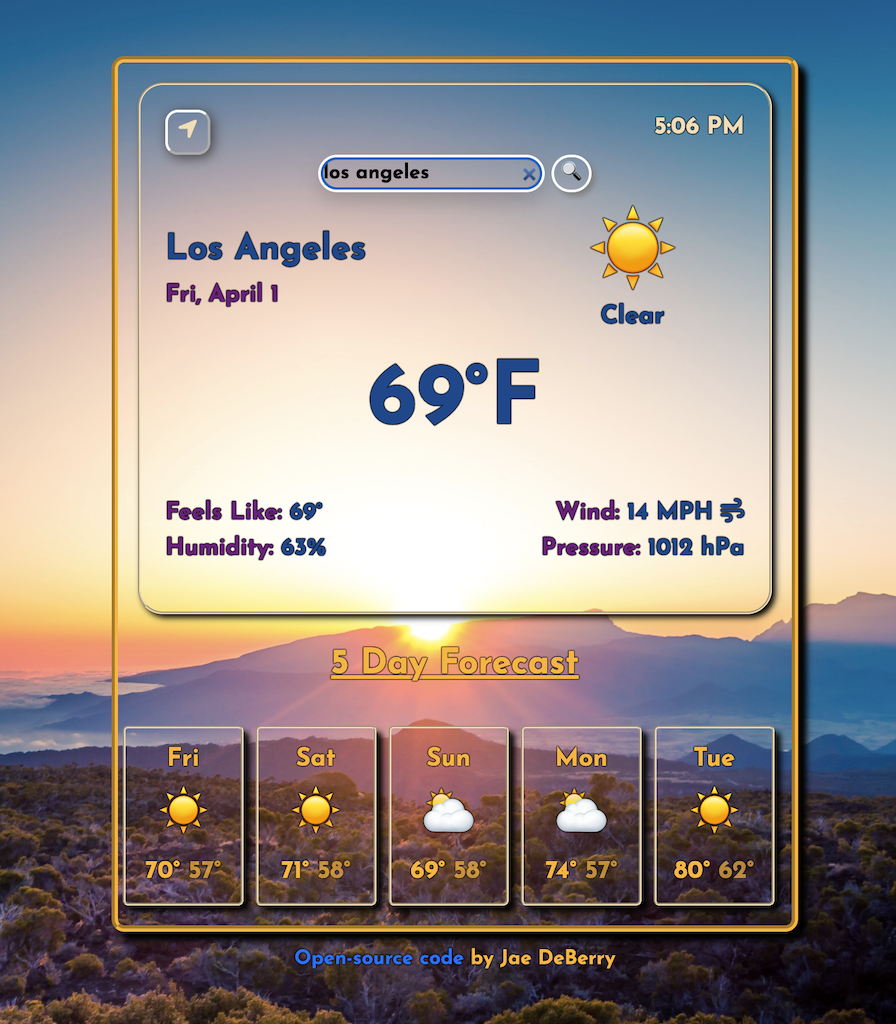 5:06 PM
los angeles
Los Angeles
Fri, April 1
Clear
69°F
Feels Like: 69°
Humidity: 63%
Wind: 14 MPH
Pressure: 1012 hPa
5 Day Forecast
Fri Sat Sun Mon Tue
70° 57° 71° 58° 69° 58° 74° 57° 80° 62°
Open-source code by Jae DeBerry